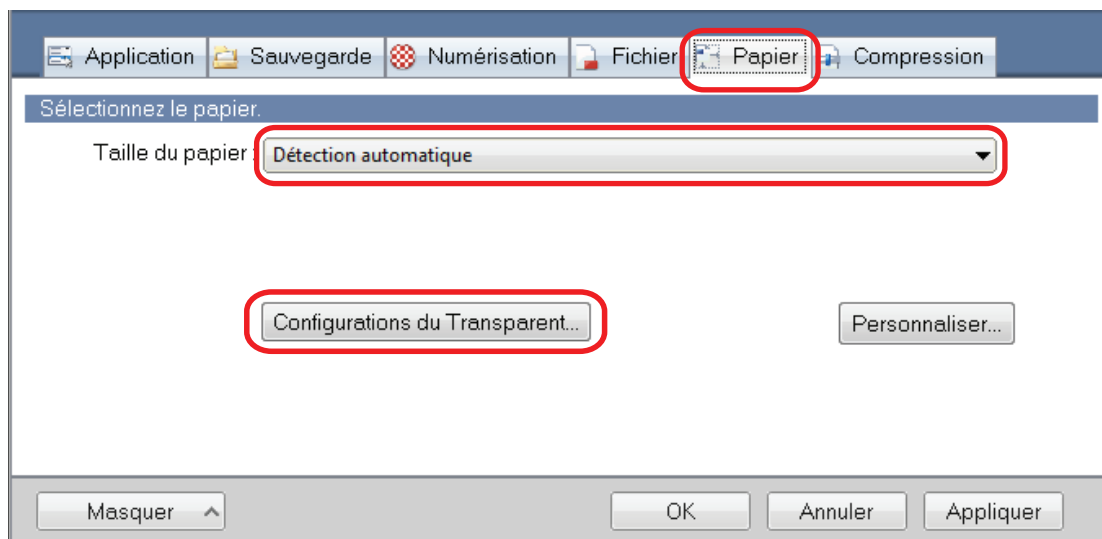 Application Sauvegarde Numérisation Fichier Papier Compression
Sélectionnez le papier.
Taille du papier : Détection automatique
Configurations du Transparent... Personnaliser...
Masquer OK Annuler Appliquer